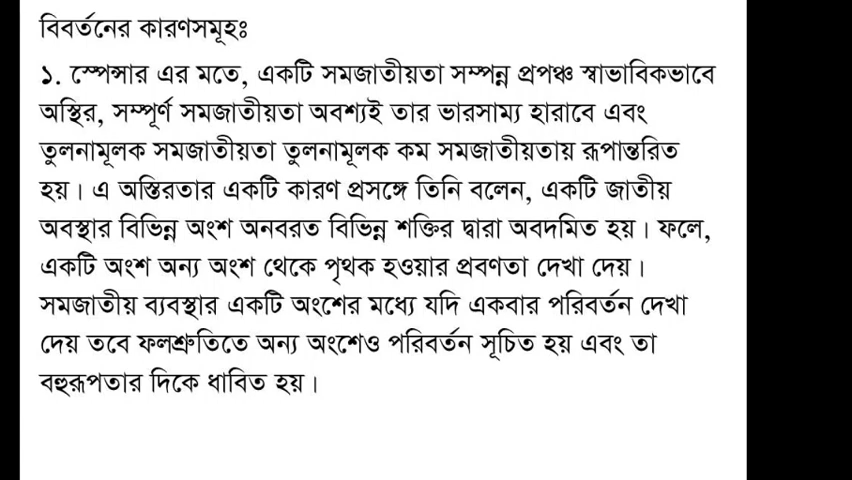 বিবর্তনের কারণসমূহঃ
১. স্পেন্সার এর মতে, একটি সমজাতীয়তা সম্পন্ন প্রপঞ্চ স্বাভাবিকভাবে
অস্থির, সম্পূর্ণ সমজাতীয়তা অবশ্যই তার ভারসাম্য হারাবে এবং
তুলনামূলক সমজাতীয়তা তুলনামূলক কম সমজাতীয়তায় রূপান্তরিত
হয়। এ অস্তিরতার একটি কারণ প্রসঙ্গে তিনি বলেন, একটি জাতীয়
অবস্থার বিভিন্ন অংশ অনবরত বিভিন্ন শক্তির দ্বারা অবদমিত হয়। ফলে,
একটি অংশ অন্য অংশ থেকে পৃথক হওয়ার প্রবণতা দেখা দেয়।
সমজাতীয় ব্যবস্থার একটি অংশের মধ্যে যদি একবার পরিবর্তন দেখা
দেয় তবে ফলশ্রুতিতে অন্য অংশেও পরিবর্তন সূচিত হয় এবং তা
বহুরূপতার দিকে ধাবিত হয়।